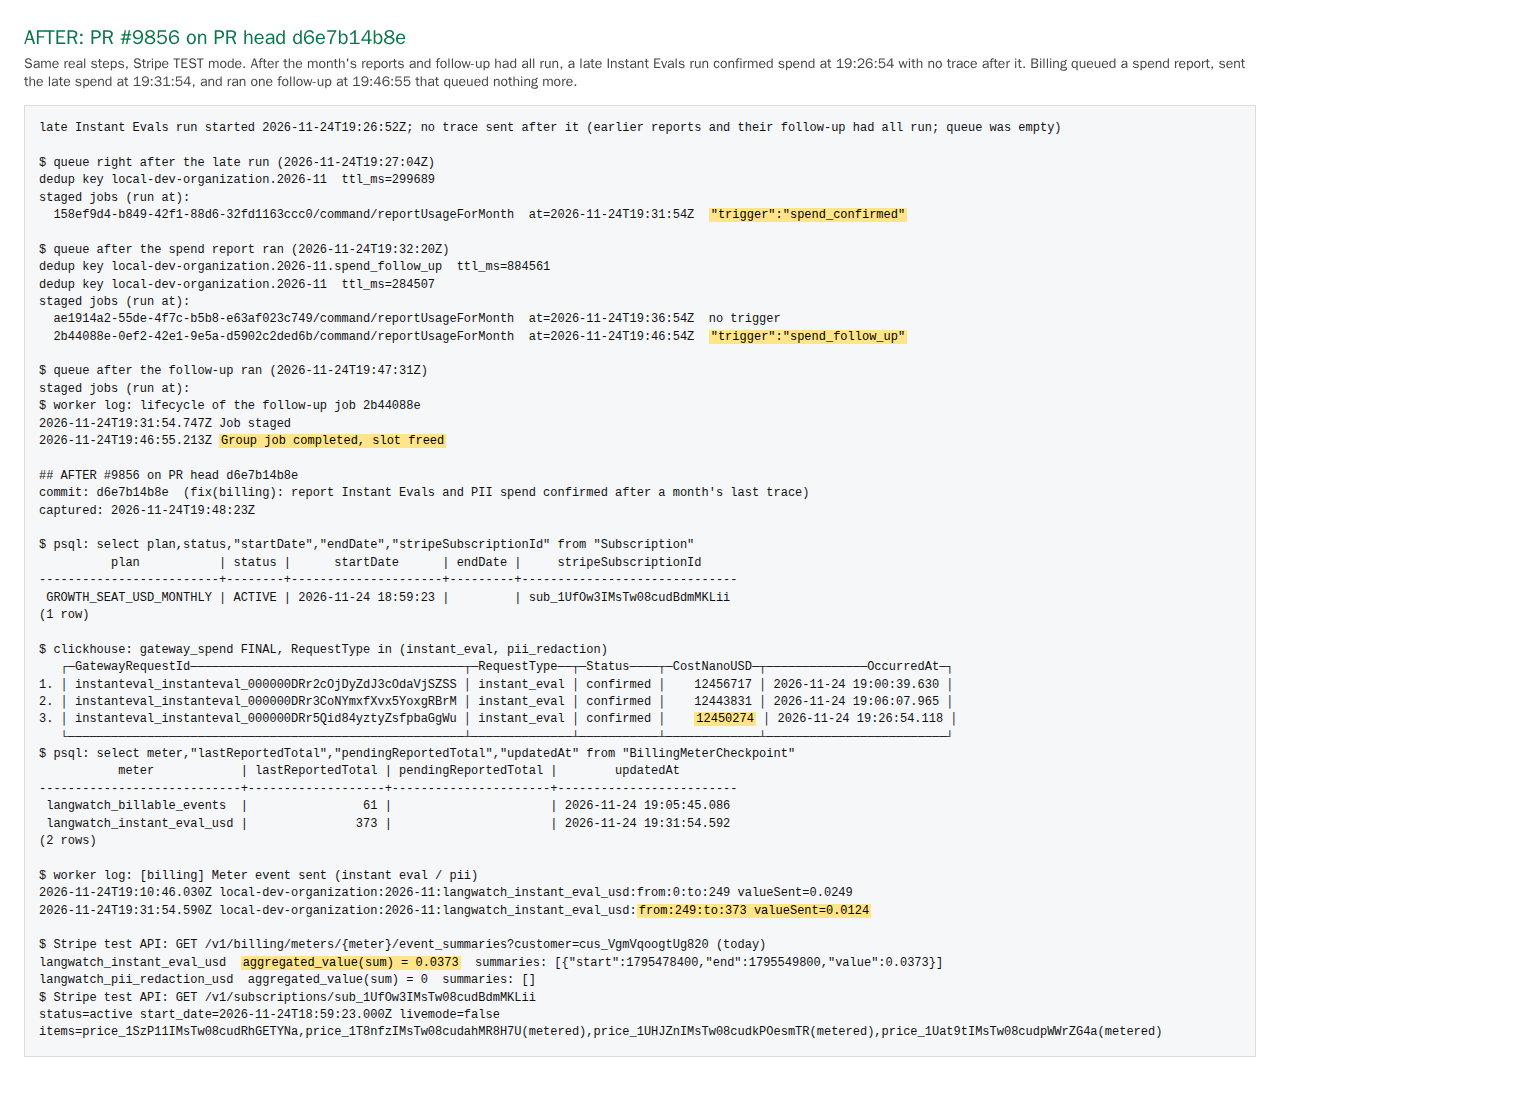 AFTER: PR #9856 on PR head d6e7b14b8e
Same real steps, Stripe TEST mode. After the month's reports and follow-up had all run, a late Instant Evals run confirmed spend at 19:26:54 with no trace after it. Billing queued a spend report, sent
the late spend at 19:31:54, and ran one follow-up at 19:46:55 that queued nothing more.
late Instant Evals run started 2026-11-24T19:26:52Z; no trace sent after it (earlier reports and their follow-up had all run; queue was empty)
$ queue right after the late run (2026-11-24T19:27:04Z)
dedup key local-dev-organization.2026-11  ttl_ms=299689
staged jobs (run at):
158ef9d4-b849-42f1-88d6-32fd1163ccc0/command/reportUsageForMonth  at=2026-11-24T19:31:54Z  "trigger":"spend_confirmed"
$ queue after the spend report ran (2026-11-24T19:32:20Z)
dedup key local-dev-organization.2026-11.spend_follow_up  ttl_ms=884561
dedup key local-dev-organization.2026-11  ttl_ms=284507
staged jobs (run at):
ae1914a2-55de-4f7c-b5b8-e63af023c749/command/reportUsageForMonth  at=2026-11-24T19:36:54Z  no trigger
2b44088e-0ef2-42e1-9e5a-d5902c2ded6b/command/reportUsageForMonth  at=2026-11-24T19:46:54Z  "trigger":"spend_follow_up"
$ queue after the follow-up ran (2026-11-24T19:47:31Z)
staged jobs (run at):
$ worker log: lifecycle of the follow-up job 2b44088e
2026-11-24T19:31:54.747Z Job staged
2026-11-24T19:46:55.213Z Group job completed, slot freed
## AFTER #9856 on PR head d6e7b14b8e
commit: d6e7b14b8e  (fix(billing): report Instant Evals and PII spend confirmed after a month's last trace)
captured: 2026-11-24T19:48:23Z
$ psql: select plan,status,"startDate","endDate","stripeSubscriptionId" from "Subscription"
plan | status | startDate | endDate | stripeSubscriptionId
-------------------------+--------+---------------------+---------+------------------------------
GROWTH_SEAT_USD_MONTHLY | ACTIVE | 2026-11-24 18:59:23 | | sub_1UfOw3IMsTw08cudBdmMKLii
(1 row)
$ clickhouse: gateway_spend FINAL, RequestType in (instant_eval, pii_redaction)
┌─GatewayRequestId──────────────────────────────────────┬─RequestType──┬─Status────┬─CostNanoUSD─┬──────────────OccurredAt─┐
1. │ instanteval_instanteval_000000DRr2cOjDyZdJ3cOdaVjSZSS │ instant_eval │ confirmed │ 12456717 │ 2026-11-24 19:00:39.630 │
2. │ instanteval_instanteval_000000DRr3CoNYmxfXvx5YoxgRBrM │ instant_eval │ confirmed │ 12443831 │ 2026-11-24 19:06:07.965 │
3. │ instanteval_instanteval_000000DRr5Qid84yztyZsfpbaGgWu │ instant_eval │ confirmed │ 12450274 │ 2026-11-24 19:26:54.118 │
$ psql: select meter,"lastReportedTotal","pendingReportedTotal","updatedAt" from "BillingMeterCheckpoint"
meter | lastReportedTotal | pendingReportedTotal | updatedAt
----------------------------+-------------------+----------------------+-------------------------
langwatch_billable_events | 61 | | 2026-11-24 19:05:45.086
langwatch_instant_eval_usd | 373 | | 2026-11-24 19:31:54.592
(2 rows)
$ worker log: [billing] Meter event sent (instant eval / pii)
2026-11-24T19:10:46.030Z local-dev-organization:2026-11:langwatch_instant_eval_usd:from:0:to:249 valueSent=0.0249
2026-11-24T19:31:54.590Z local-dev-organization:2026-11:langwatch_instant_eval_usd:from:249:to:373 valueSent=0.0124
$ Stripe test API: GET /v1/billing/meters/{meter}/event_summaries?customer=cus_VgmVqoogtUg820 (today)
langwatch_instant_eval_usd  aggregated_value(sum) = 0.0373  summaries: [{"start":1795478400,"end":1795549800,"value":0.0373}]
langwatch_pii_redaction_usd  aggregated_value(sum) = 0  summaries: []
$ Stripe test API: GET /v1/subscriptions/sub_1UfOw3IMsTw08cudBdmMKLii
status=active start_date=2026-11-24T18:59:23.000Z livemode=false
items=price_1SzP11IMsTw08cudRhGETYNa,price_1T8nfzIMsTw08cudahMR8H7U(metered),price_1UHJZnIMsTw08cudkPOesmTR(metered),price_1Uat9tIMsTw08cudpWWrZG4a(metered)